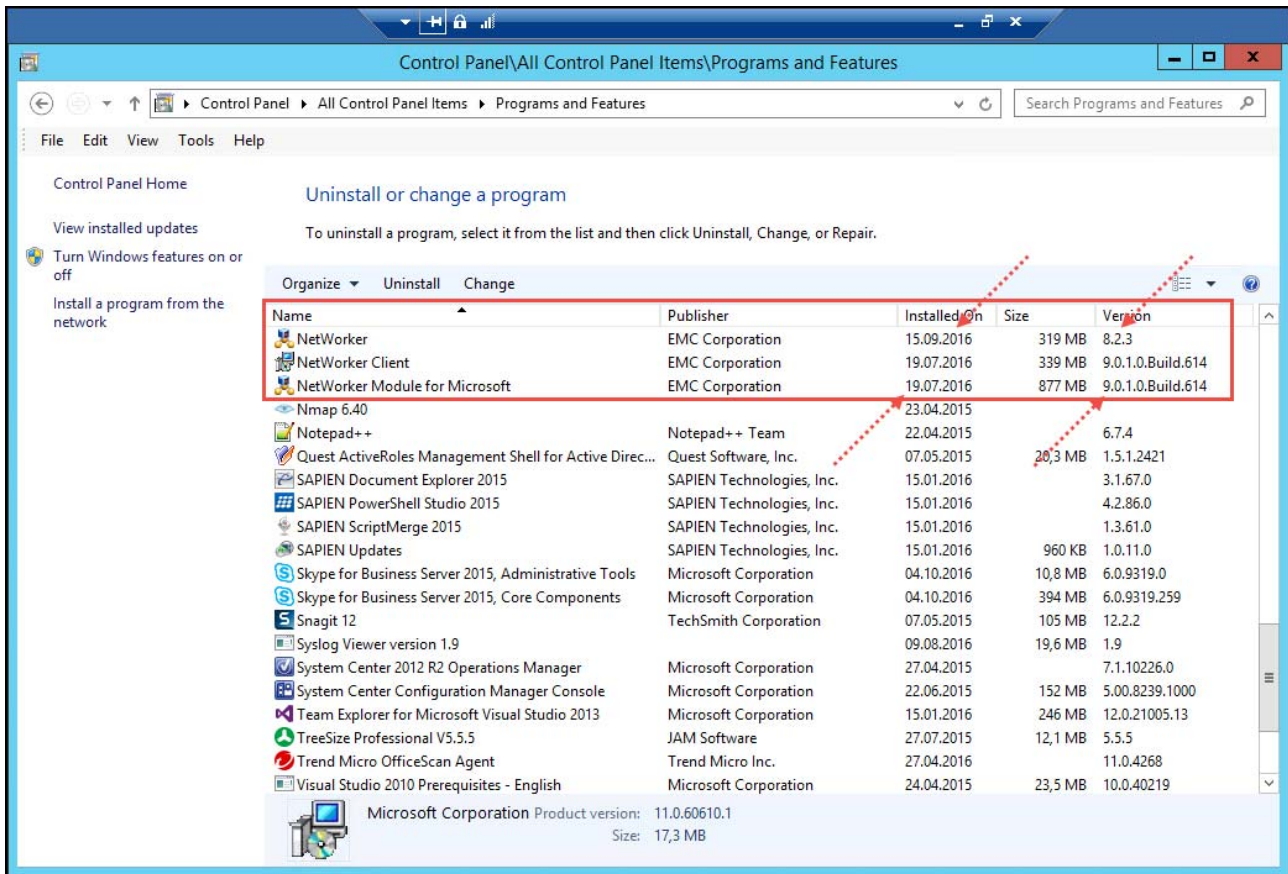 Control Panel\All Control Panel Items\Programs and Features
Control Panel All Control Panel Items Programs and Features Search Programs and Features
File Edit View Tools Help
Control Panel Home
View installed updates
Turn Windows features on or
off
Install a program from the
network
Uninstall or change a program
To uninstall a program, select it from the list and then click Uninstall, Change, or Repair.
Organize Uninstall Change
Name Publisher Installed On Size Version
NetWorker EMC Corporation 15.09.2016 319 MB 8.2.3
NetWorker Client EMC Corporation 19.07.2016 339 MB 9.0.1.0.Build.614
NetWorker Module for Microsoft EMC Corporation 19.07.2016 877 MB 9.0.1.0.Build.614
Nmap 6.40 23.04.2015
Notepad++ Notepad++ Team 22.04.2015 6.7.4
Quest ActiveRoles Management Shell for Active Direc... Quest Software, Inc. 07.05.2015 20,3 MB 1.5.1.2421
SAPIEN Document Explorer 2015 SAPIEN Technologies, Inc. 15.01.2016 3.1.67.0
SAPIEN PowerShell Studio 2015 SAPIEN Technologies, Inc. 15.01.2016 4.2.86.0
SAPIEN ScriptMerge 2015 SAPIEN Technologies, Inc. 15.01.2016 1.3.61.0
SAPIEN Updates SAPIEN Technologies, Inc. 15.01.2016 960 KB 1.0.11.0
Skype for Business Server 2015, Administrative Tools Microsoft Corporation 04.10.2016 10,8 MB 6.0.9319.0
Skype for Business Server 2015, Core Components Microsoft Corporation 04.10.2016 394 MB 6.0.9319.259
Snagit 12 TechSmith Corporation 07.05.2015 105 MB 12.2.2
Syslog Viewer version 1.9 09.08.2016 19,6 MB 1.9
System Center 2012 R2 Operations Manager Microsoft Corporation 27.04.2015 7.1.10226.0
System Center Configuration Manager Console Microsoft Corporation 22.06.2015 152 MB 5.00.8239.1000
Team Explorer for Microsoft Visual Studio 2013 Microsoft Corporation 15.01.2016 246 MB 12.0.21005.13
TreeSize Professional V5.5.5 JAM Software 27.07.2015 12,1 MB 5.5.5
Trend Micro OfficeScan Agent Trend Micro Inc. 27.04.2016 11.0.4268
Visual Studio 2010 Prerequisites - English Microsoft Corporation 24.04.2015 23,5 MB 10.0.40219
Microsoft Corporation Product version: 11.0.60610.1
Size: 17,3 MB